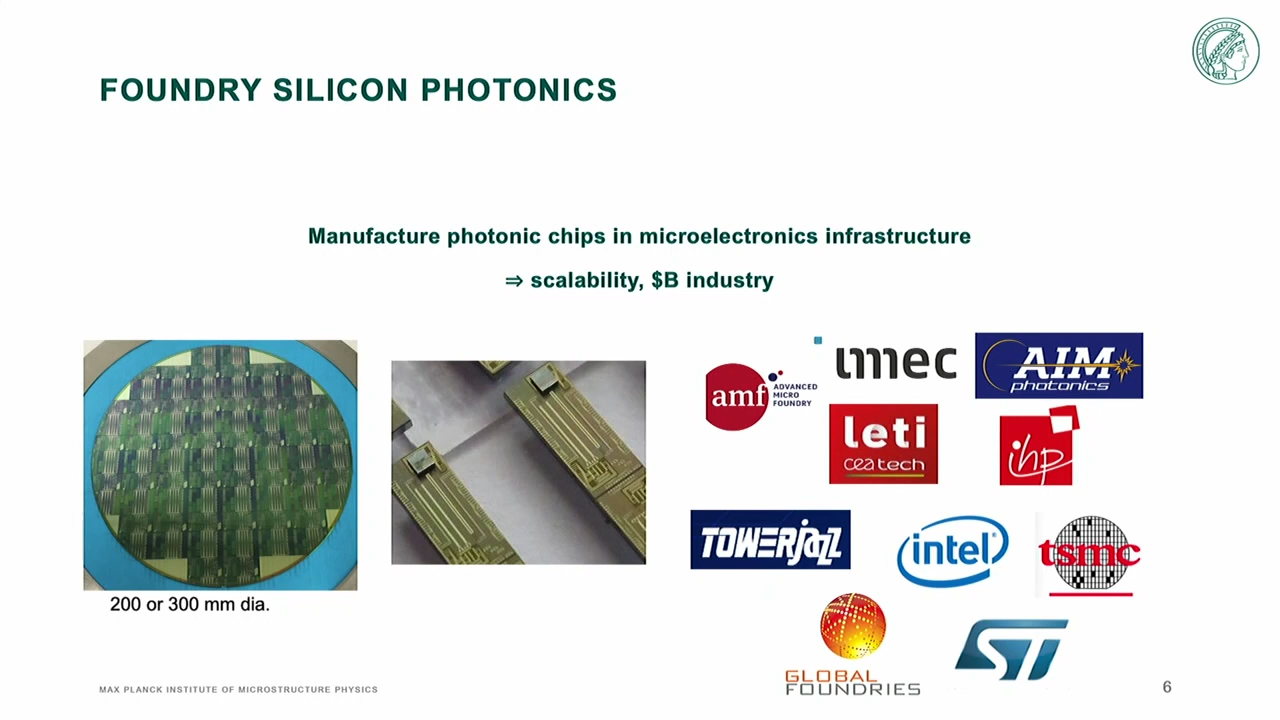 FOUNDRY SILICON PHOTONICS
Manufacture photonic chips in microelectronics infrastructure
⇒ scalability, $B industry
200 or 300 mm dia.
amf ADVANCED
MICRO
FOUNDRY
imec
AIM
photonics
leti
ceatech
ihp
TOWERJAZZ
intel®
tsmc
GLOBAL
FOUNDRIES
ST
MAX PLANCK INSTITUTE OF MICROSTRUCTURE PHYSICS
6